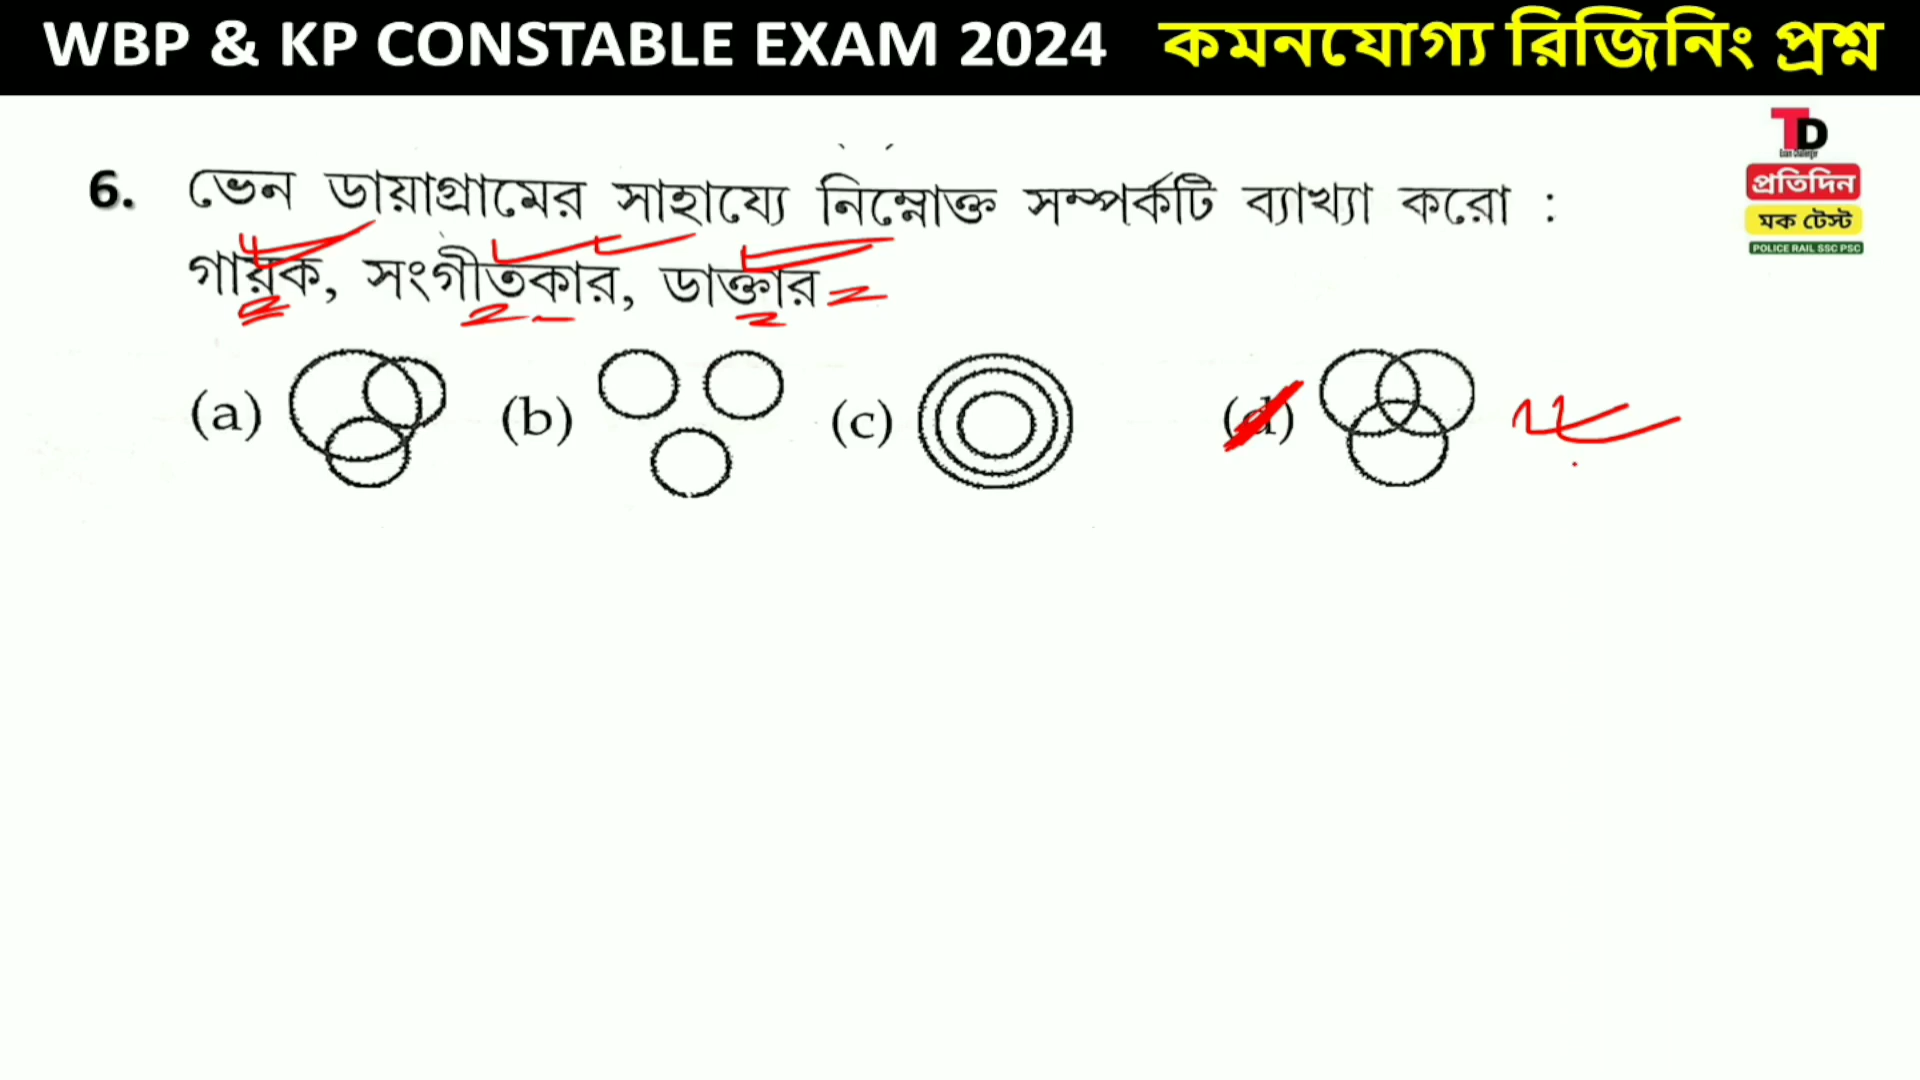 WBP & KP CONSTABLE EXAM 2024 কমনযোগ্য রিজিনিং প্রশ্ন
TD
প্রতিদিন
মক টেস্ট
POLICE RAIL SSC PSC
6. ভেন ডায়াগ্রামের সাহায্যে নিম্নোক্ত সম্পর্কটি ব্যাখ্যা করো :
গায়ক, সংগীতকার, ডাক্তার
(a) (b) (c) (d)